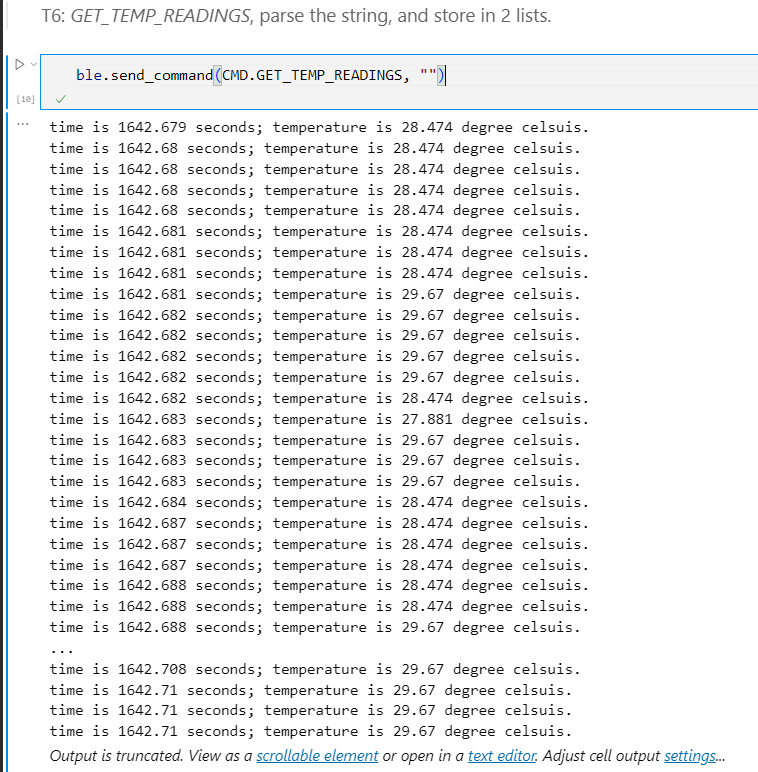 T6: GET_TEMP_READINGS, parse the string, and store in 2 lists.
ble.send_command(CMD.GET_TEMP_READINGS, "")
[10]
...
time is 1642.679 seconds; temperature is 28.474 degree celsuis.
time is 1642.68 seconds; temperature is 28.474 degree celsuis.
time is 1642.68 seconds; temperature is 28.474 degree celsuis.
time is 1642.68 seconds; temperature is 28.474 degree celsuis.
time is 1642.68 seconds; temperature is 28.474 degree celsuis.
time is 1642.681 seconds; temperature is 28.474 degree celsuis.
time is 1642.681 seconds; temperature is 28.474 degree celsuis.
time is 1642.681 seconds; temperature is 28.474 degree celsuis.
time is 1642.681 seconds; temperature is 29.67 degree celsuis.
time is 1642.682 seconds; temperature is 29.67 degree celsuis.
time is 1642.682 seconds; temperature is 29.67 degree celsuis.
time is 1642.682 seconds; temperature is 29.67 degree celsuis.
time is 1642.682 seconds; temperature is 29.67 degree celsuis.
time is 1642.682 seconds; temperature is 28.474 degree celsuis.
time is 1642.683 seconds; temperature is 27.881 degree celsuis.
time is 1642.683 seconds; temperature is 29.67 degree celsuis.
time is 1642.683 seconds; temperature is 29.67 degree celsuis.
time is 1642.683 seconds; temperature is 29.67 degree celsuis.
time is 1642.684 seconds; temperature is 28.474 degree celsuis.
time is 1642.687 seconds; temperature is 28.474 degree celsuis.
time is 1642.687 seconds; temperature is 28.474 degree celsuis.
time is 1642.687 seconds; temperature is 28.474 degree celsuis.
time is 1642.688 seconds; temperature is 28.474 degree celsuis.
time is 1642.688 seconds; temperature is 28.474 degree celsuis.
time is 1642.688 seconds; temperature is 29.67 degree celsuis.
...
time is 1642.708 seconds; temperature is 29.67 degree celsuis.
time is 1642.71 seconds; temperature is 29.67 degree celsuis.
time is 1642.71 seconds; temperature is 29.67 degree celsuis.
time is 1642.71 seconds; temperature is 29.67 degree celsuis.
Output is truncated. View as a scrollable element or open in a text editor. Adjust cell output settings...